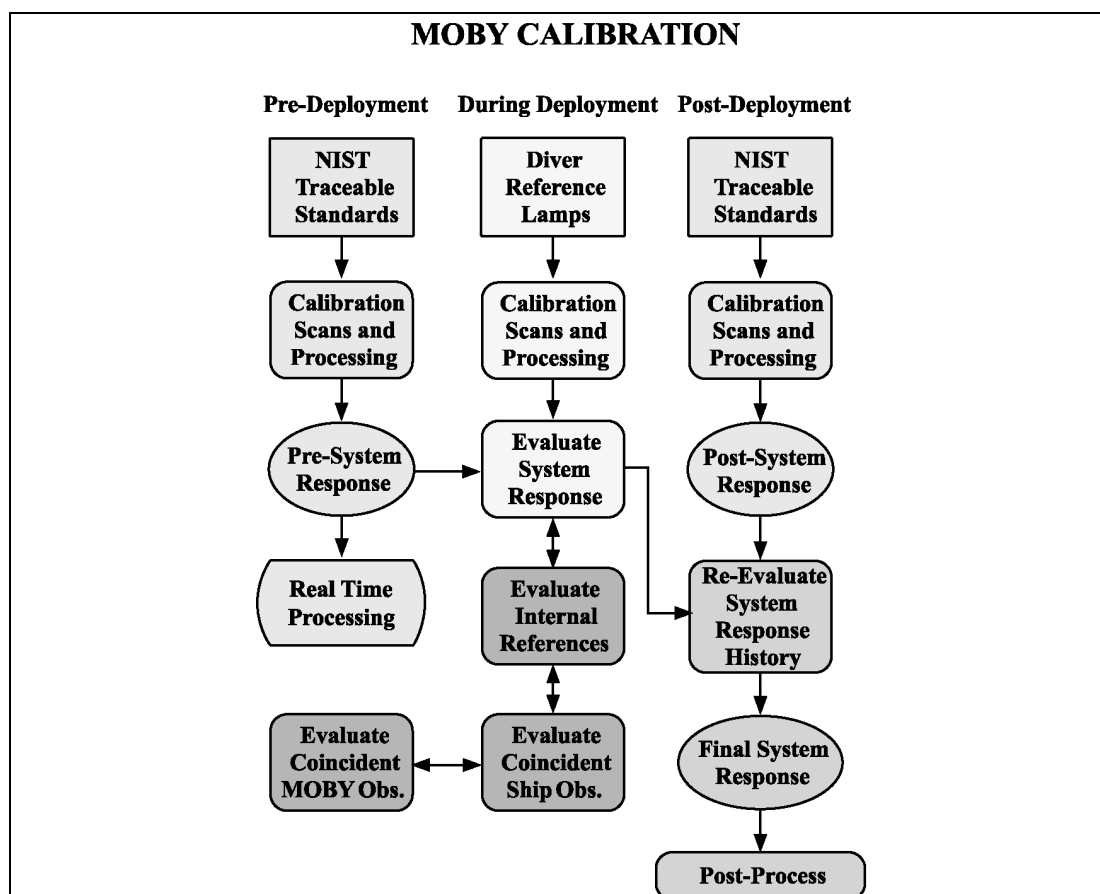 MOBY CALIBRATION
Pre-Deployment
During Deployment
Post-Deployment
NIST
Traceable
Standards
Diver
Reference
Lamps
NIST
Traceable
Standards
Calibration
Scans and
Processing
Calibration
Scans and
Processing
Calibration
Scans and
Processing
Pre-System
Response
Evaluate
System
Response
Post-System
Response
Real Time
Processing
Evaluate
Internal
References
Re-Evaluate
System
Response
History
Evaluate
Coincident
MOBY Obs.
Evaluate
Coincident
Ship Obs.
Final System
Response
Post-Process